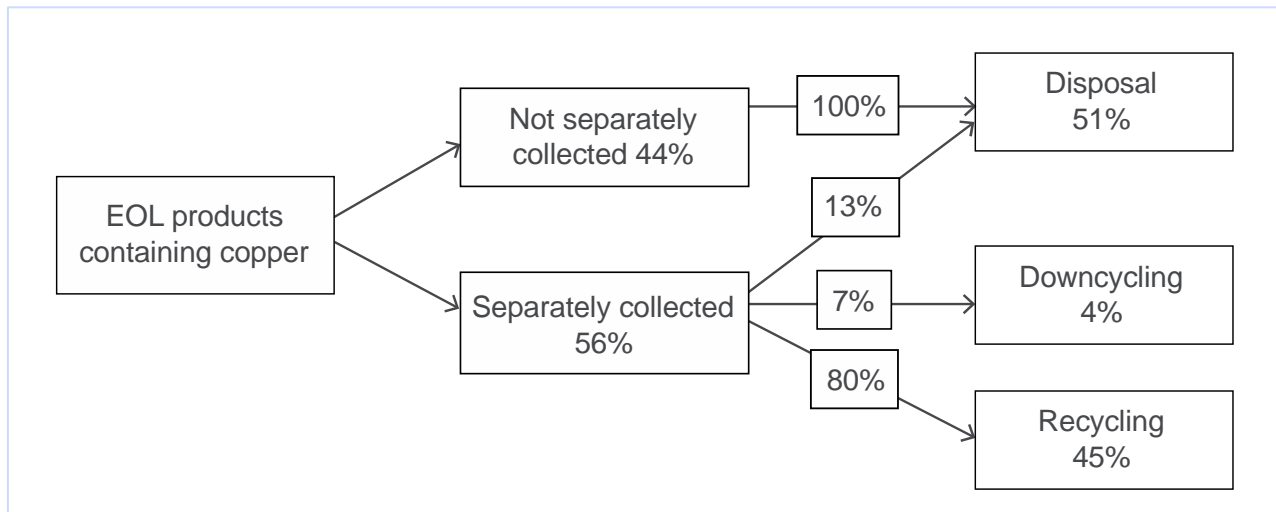 EOL products
containing copper
Not separately
collected 44%
Separately collected
56%
100%
13%
7%
80%
Disposal
51%
Downcycling
4%
Recycling
45%